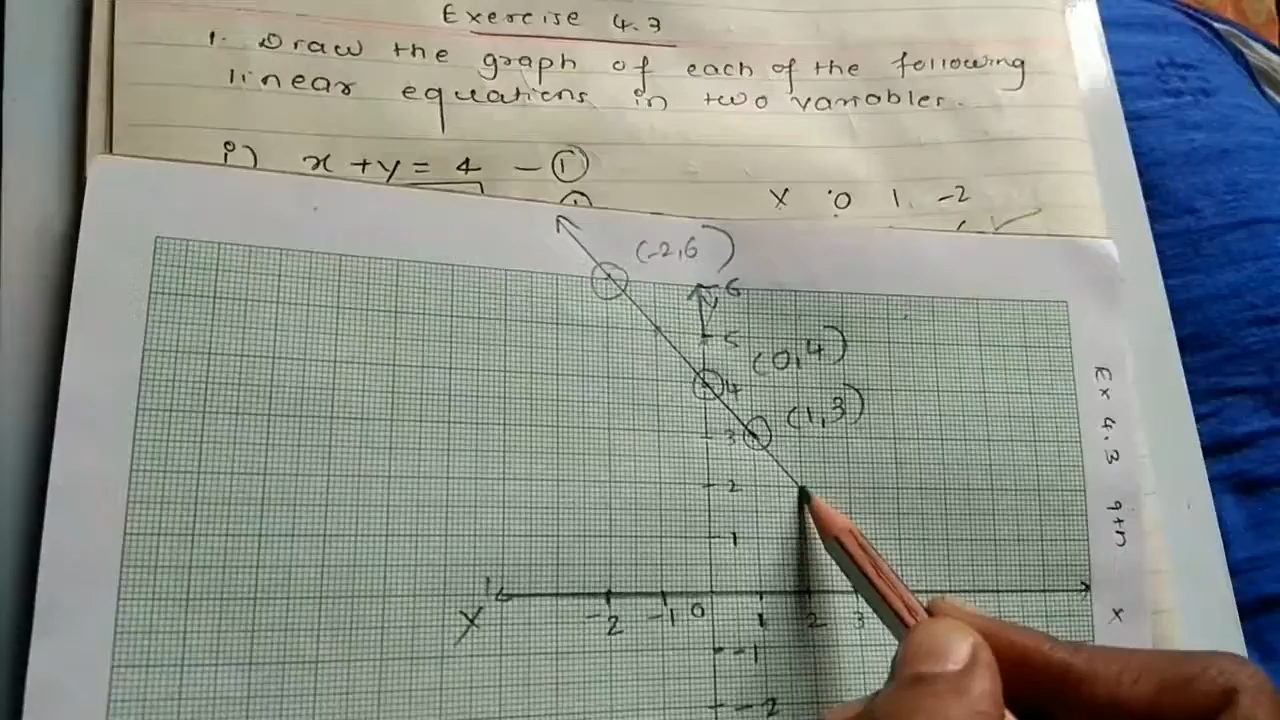 Exercise 4.3
1. Draw the graph of each of the following
linear equations in two variables.
i) x + y = 4 - ①
X 0 1 -2
(-2,6)
6
Y
5
(0,4)
4
(1,3)
3
2
1
X' -2 -1 0 1 2 3
-1
-2
Ex 4.3 9th X